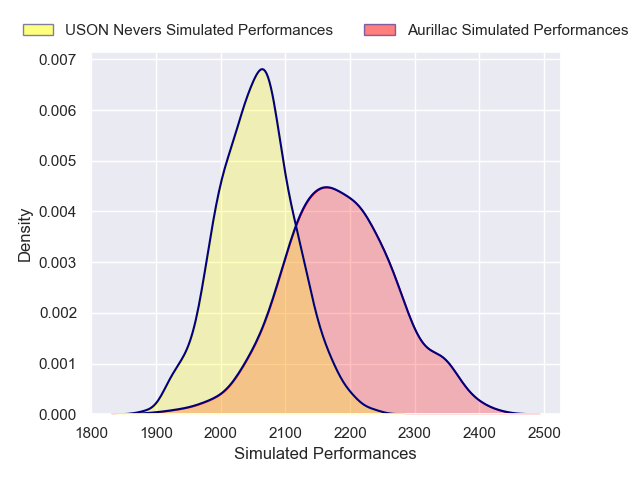 USON Nevers Simulated Performances
Aurillac Simulated Performances
0.007
0.006
0.005
0.004
0.003
0.002
0.001
0.000
Density
1800 1900 2000 2100 2200 2300 2400 2500
Simulated Performances